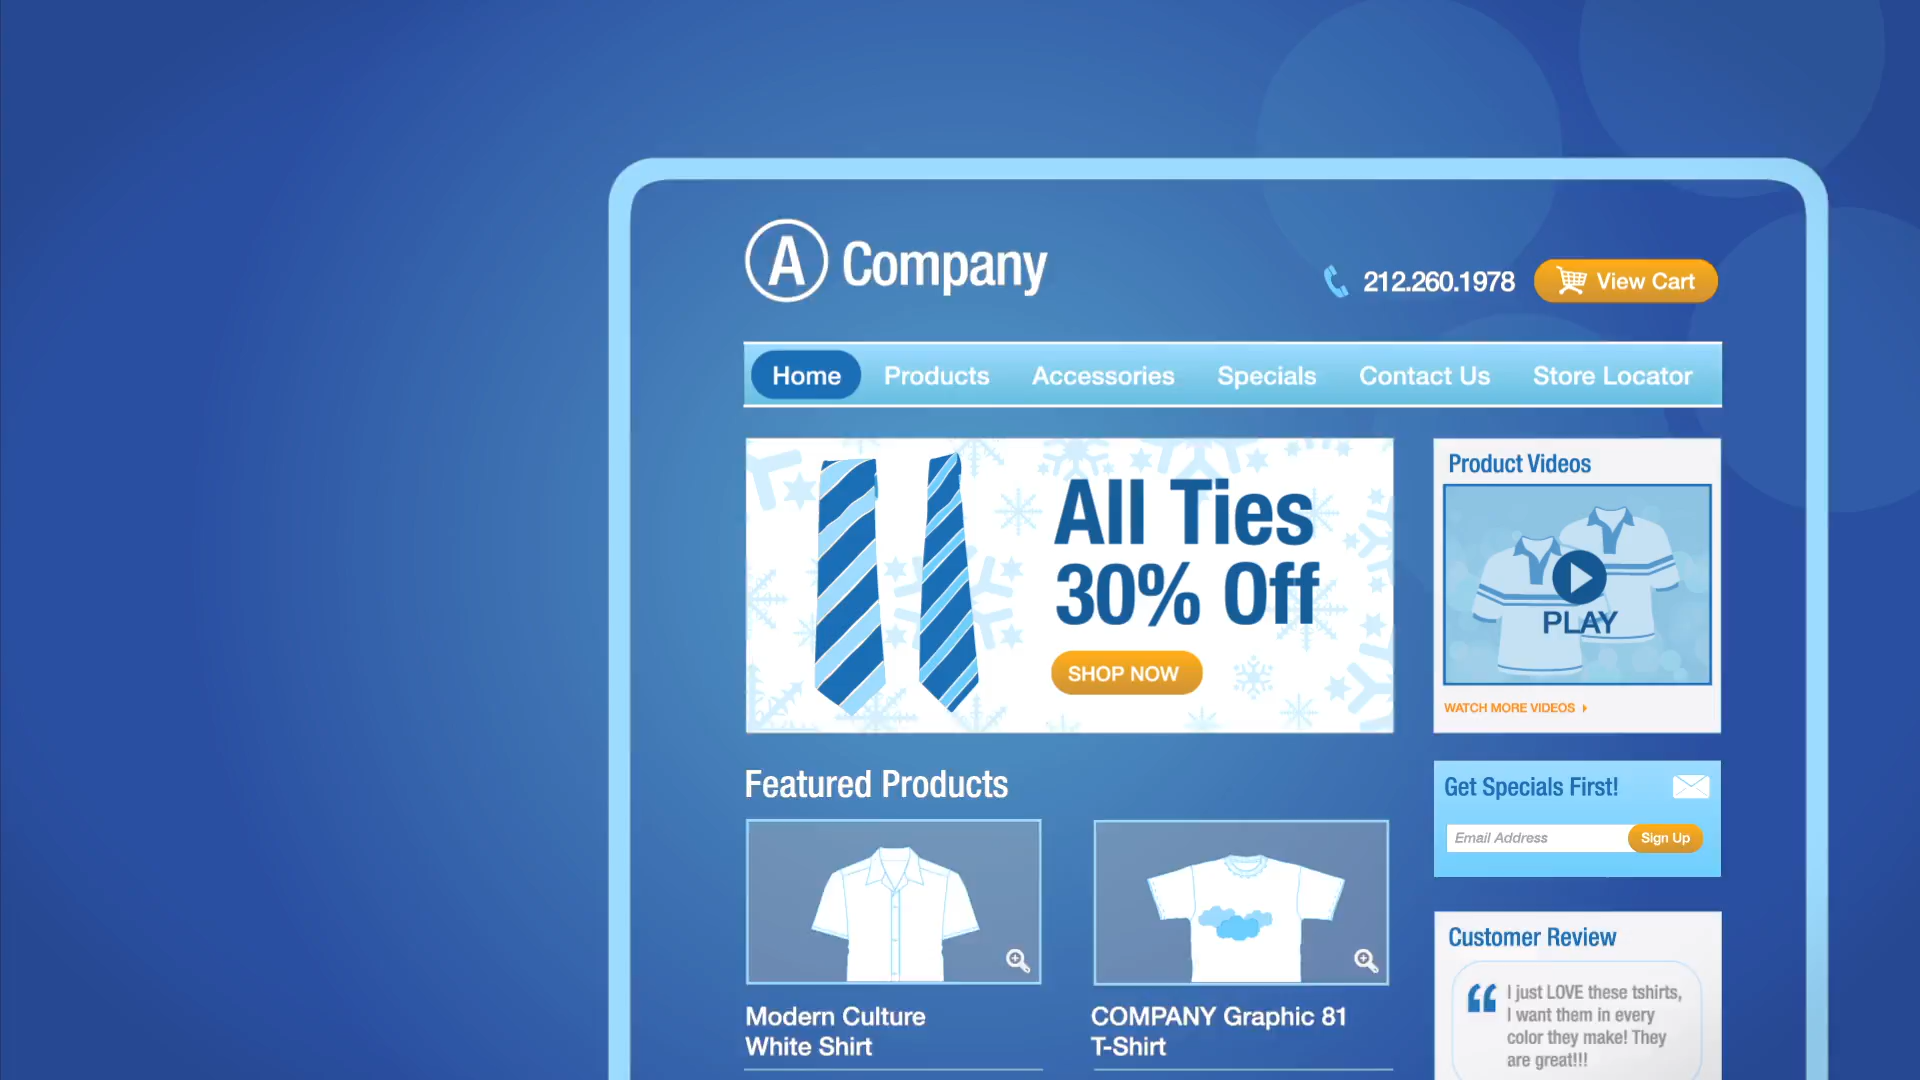 A Company
212.260.1978
View Cart
Home
Products
Accessories
Specials
Contact Us
Store Locator
All Ties
30% Off
SHOP NOW
Product Videos
PLAY
WATCH MORE VIDEOS
Get Specials First!
Email Address
Sign Up
Featured Products
Modern Culture
White Shirt
COMPANY Graphic 81
T-Shirt
Customer Review
“ I just LOVE these tshirts,
I want them in every
color they make! They
are great!!!